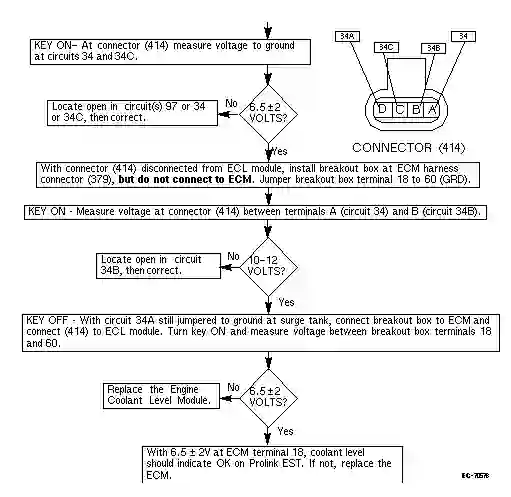 KEY ON- At connector (414) measure voltage to ground
at circuits 34 and 34C.
34A
34C
34B
34
D C B A
CONNECTOR (414)
6.5±2
VOLTS?
No
Locate open in circuit(s) 97 or 34
or 34C, then correct.
Yes
With connector (414) disconnected from ECL module, install breakout box at ECM harness
connector (379), but do not connect to ECM. Jumper breakout box terminal 18 to 60 (GRD).
KEY ON - Measure voltage at connector (414) between terminals A (circuit 34) and B (circuit 34B).
10-12
VOLTS?
No
Locate open in circuit
34B, then correct.
Yes
KEY OFF - With circuit 34A still jumpered to ground at surge tank, connect breakout box to ECM and
connect (414) to ECL module. Turn key ON and measure voltage between breakout box terminals 18
and 60.
6.5±2
VOLTS?
No
Replace the Engine
Coolant Level Module.
Yes
With 6.5 ± 2V at ECM terminal 18, coolant level
should indicate OK on Prolink EST. If not, replace the
ECM.